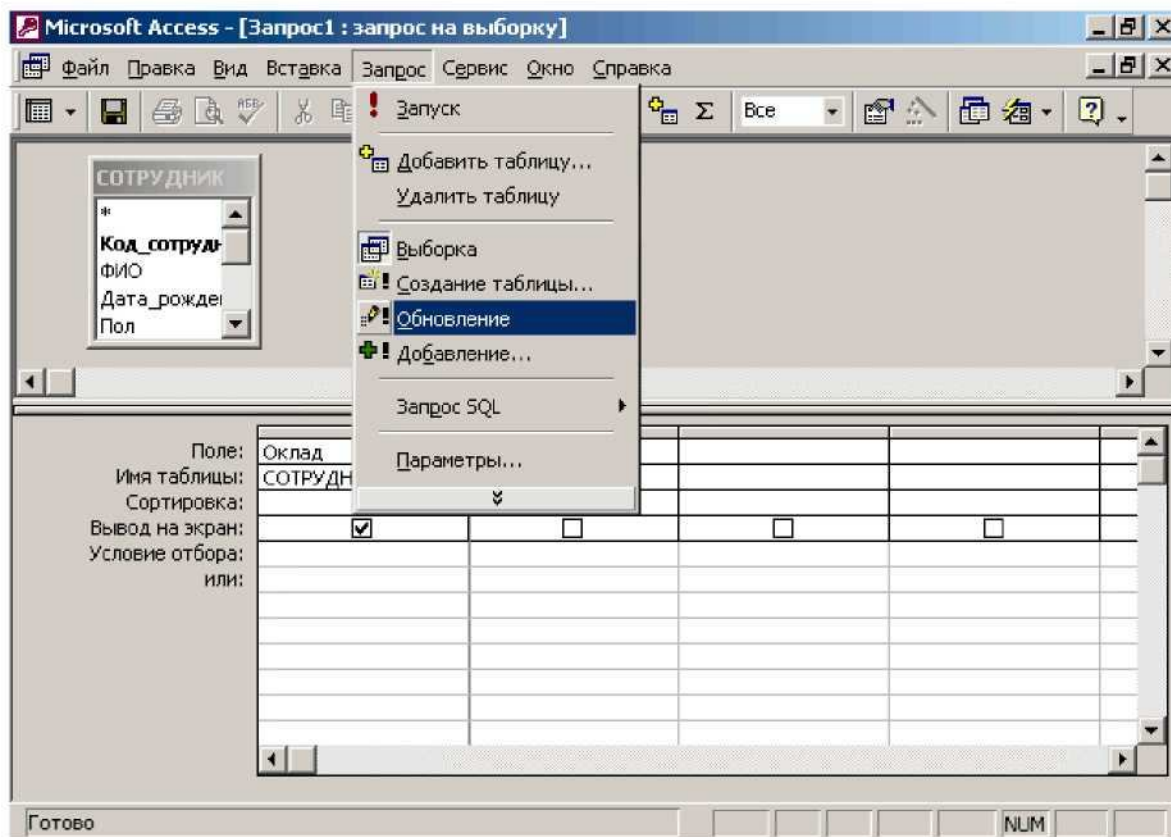 Microsoft Access - [Запрос1 : запрос на выборку]
Файл Правка Вид Вставка Запрос Сервис Окно Справка
Все
Запуск
Добавить таблицу...
Удалить таблицу
Выборка
Создание таблицы...
Обновление
Добавление...
Запрос SQL
Параметры...
СОТРУДНИК
*
Код_сотрудн
ФИО
Дата_рожде
Пол
Поле: Оклад
Имя таблицы: СОТРУДН
Сортировка:
Вывод на экран:
Условие отбора:
или:
Готово NUM